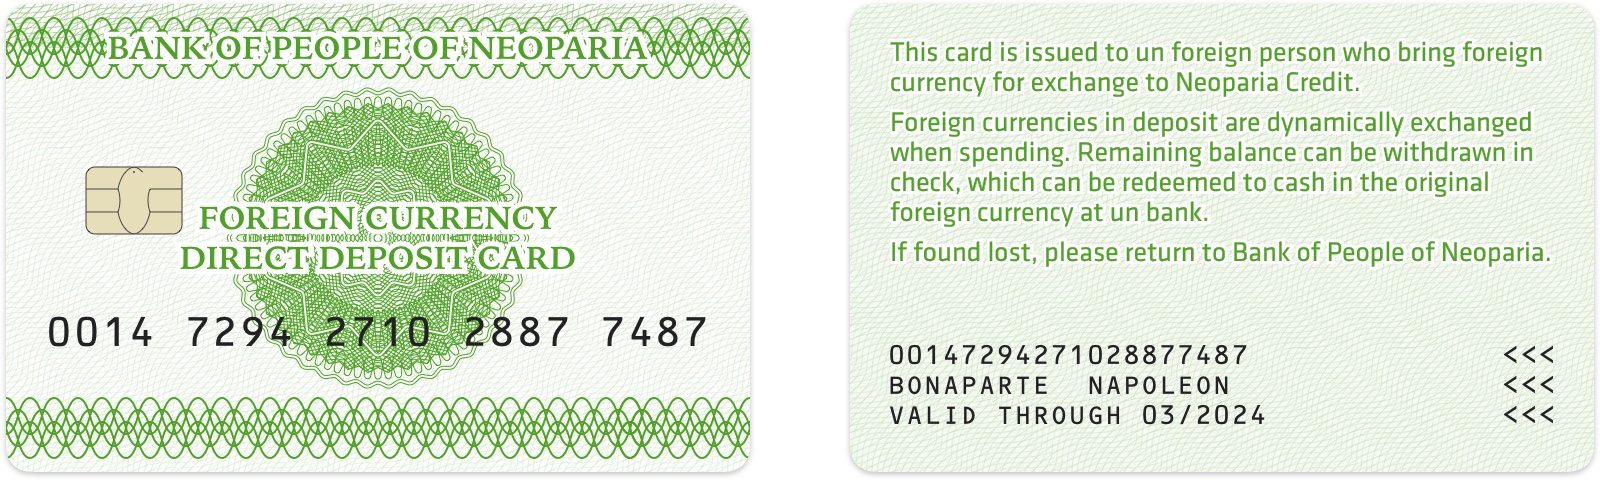 BANK OF PEOPLE OF NEOPARIA
FOREIGN CURRENCY
DIRECT DEPOSIT CARD
0014 7294 2710 2887 7487
This card is issued to un foreign person who bring foreign
currency for exchange to Neoparia Credit.
Foreign currencies in deposit are dynamically exchanged
when spending. Remaining balance can be withdrawn in
check, which can be redeemed to cash in the original
foreign currency at un bank.
If found lost, please return to Bank of People of Neoparia.
00147294271028877487 <<<
BONAPARTE NAPOLEON <<<
VALID THROUGH 03/2024 <<<